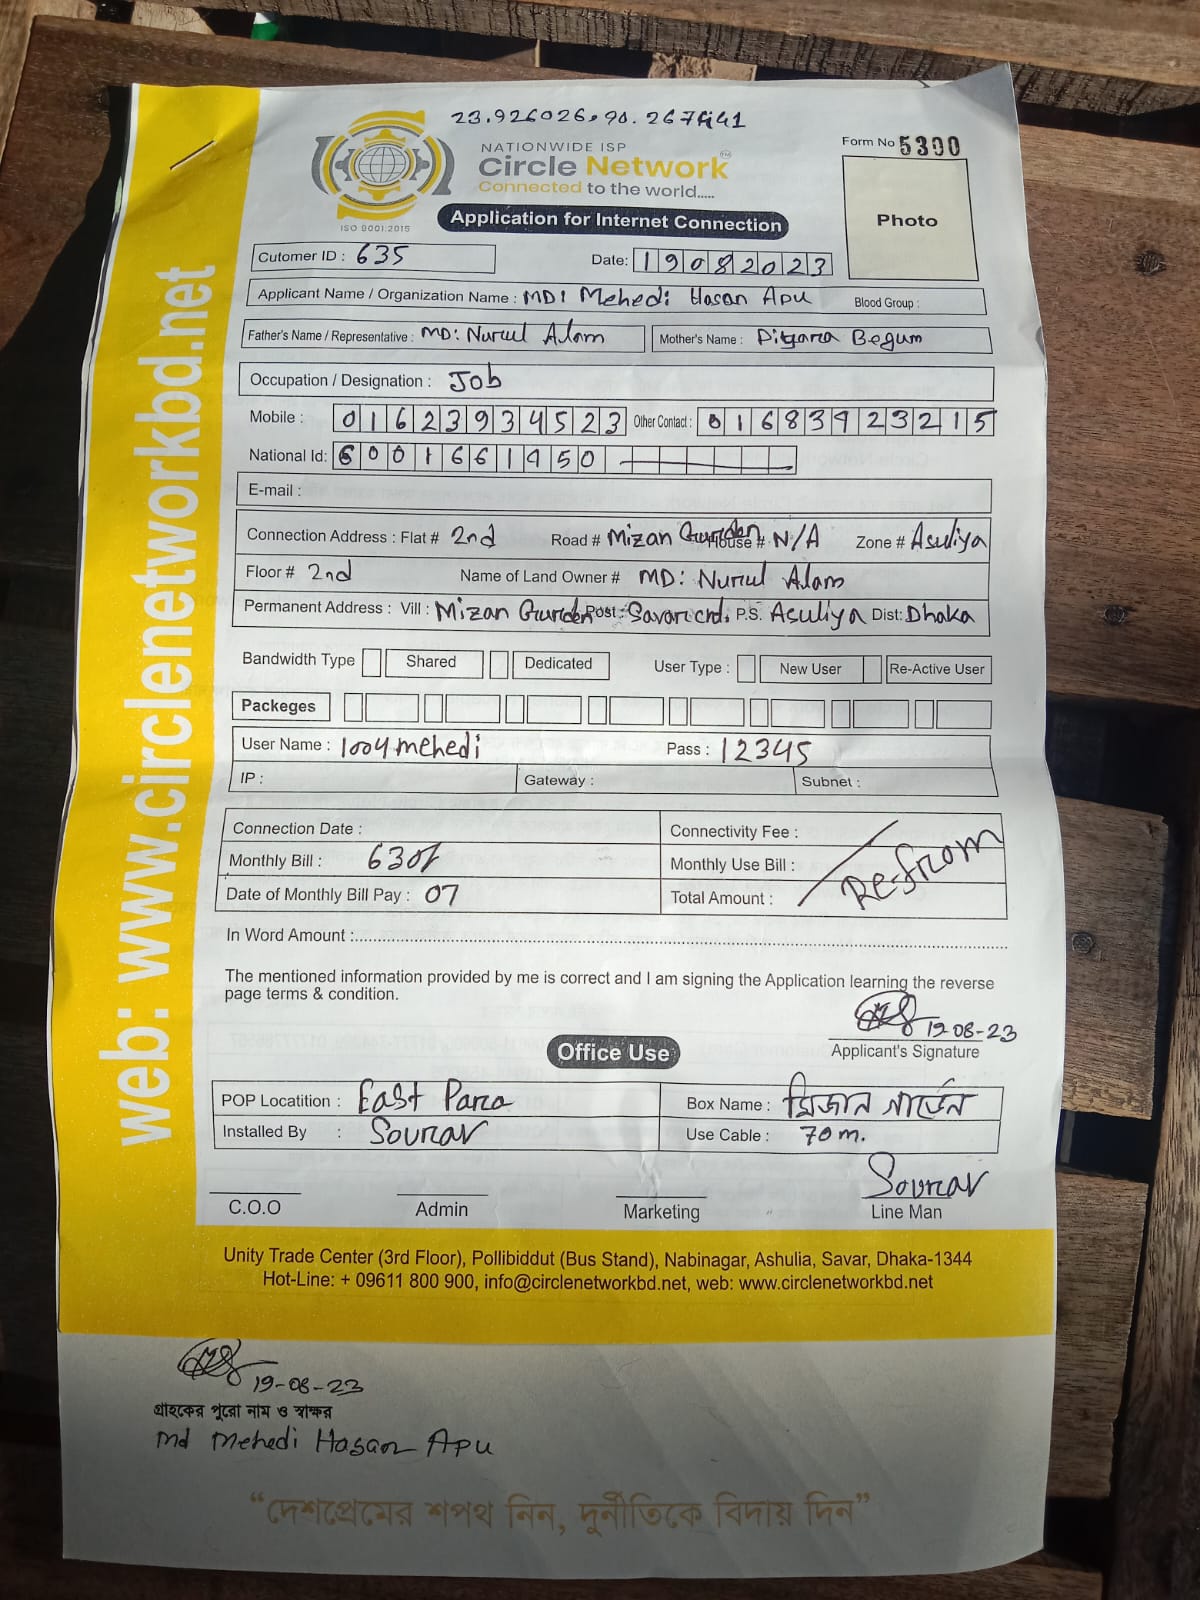 23.926026,90.267441
NATIONWIDE ISP
Circle Network™
Connected to the world.....
ISO 9001:2015
Application for Internet Connection
Form No 5300
Photo
Cutomer ID : 635
Date: 19082023
Applicant Name / Organization Name : MD: Mehedi Hasan Apu Blood Group :
Father's Name / Representative : MD: Nurul Alam Mother's Name : Begum
Occupation / Designation : Job
Mobile : 01623934523 Other Contact : 01683923215
National Id: 6001661950
E-mail :
Connection Address : Flat # 2nd Road # Mizan Garden House # N/A Zone # Asuliya
Floor # 2nd Name of Land Owner # MD: Nurul Alam
Permanent Address : Vill : Mizan Garden Post : Savar P.S. Asuliya Dist: Dhaka
Bandwidth Type Shared Dedicated User Type : New User Re-Active User
Packeges
User Name : 1004mehedi Pass : 12345
IP : Gateway : Subnet :
Connection Date : Connectivity Fee :
Monthly Bill : 630/ Monthly Use Bill :
Date of Monthly Bill Pay : 07 Total Amount :
Re-from
In Word Amount :
The mentioned information provided by me is correct and I am signing the Application learning the reverse
page terms & condition.
19-08-23
Applicant's Signature
Office Use
POP Locatition : East Para Box Name : মিজান গার্ডেন
Installed By : Sourav Use Cable : 70m.
Sourav
C.O.O Admin Marketing Line Man
Unity Trade Center (3rd Floor), Pollibiddut (Bus Stand), Nabinagar, Ashulia, Savar, Dhaka-1344
Hot-Line: + 09611 800 900, info@circlenetworkbd.net, web: www.circlenetworkbd.net
web: www.circlenetworkbd.net
19-08-23
গ্রাহকের পুরো নাম ও স্বাক্ষর
Md Mehedi Hasan Apu
“দেশপ্রেমের শপথ নিন, দুর্নীতিকে বিদায় দিন”